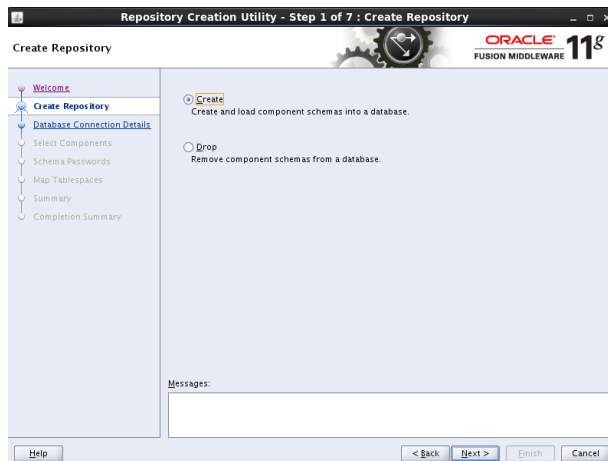 Repository Creation Utility - Step 1 of 7 : Create Repository
Create Repository
ORACLE
FUSION MIDDLEWARE 11g
Welcome
Create Repository
Database Connection Details
Select Components
Schema Passwords
Map Tablespaces
Summary
Completion Summary
Create
Create and load component schemas into a database.
Drop
Remove component schemas from a database.
Messages:
Help
< Back
Next >
Finish
Cancel